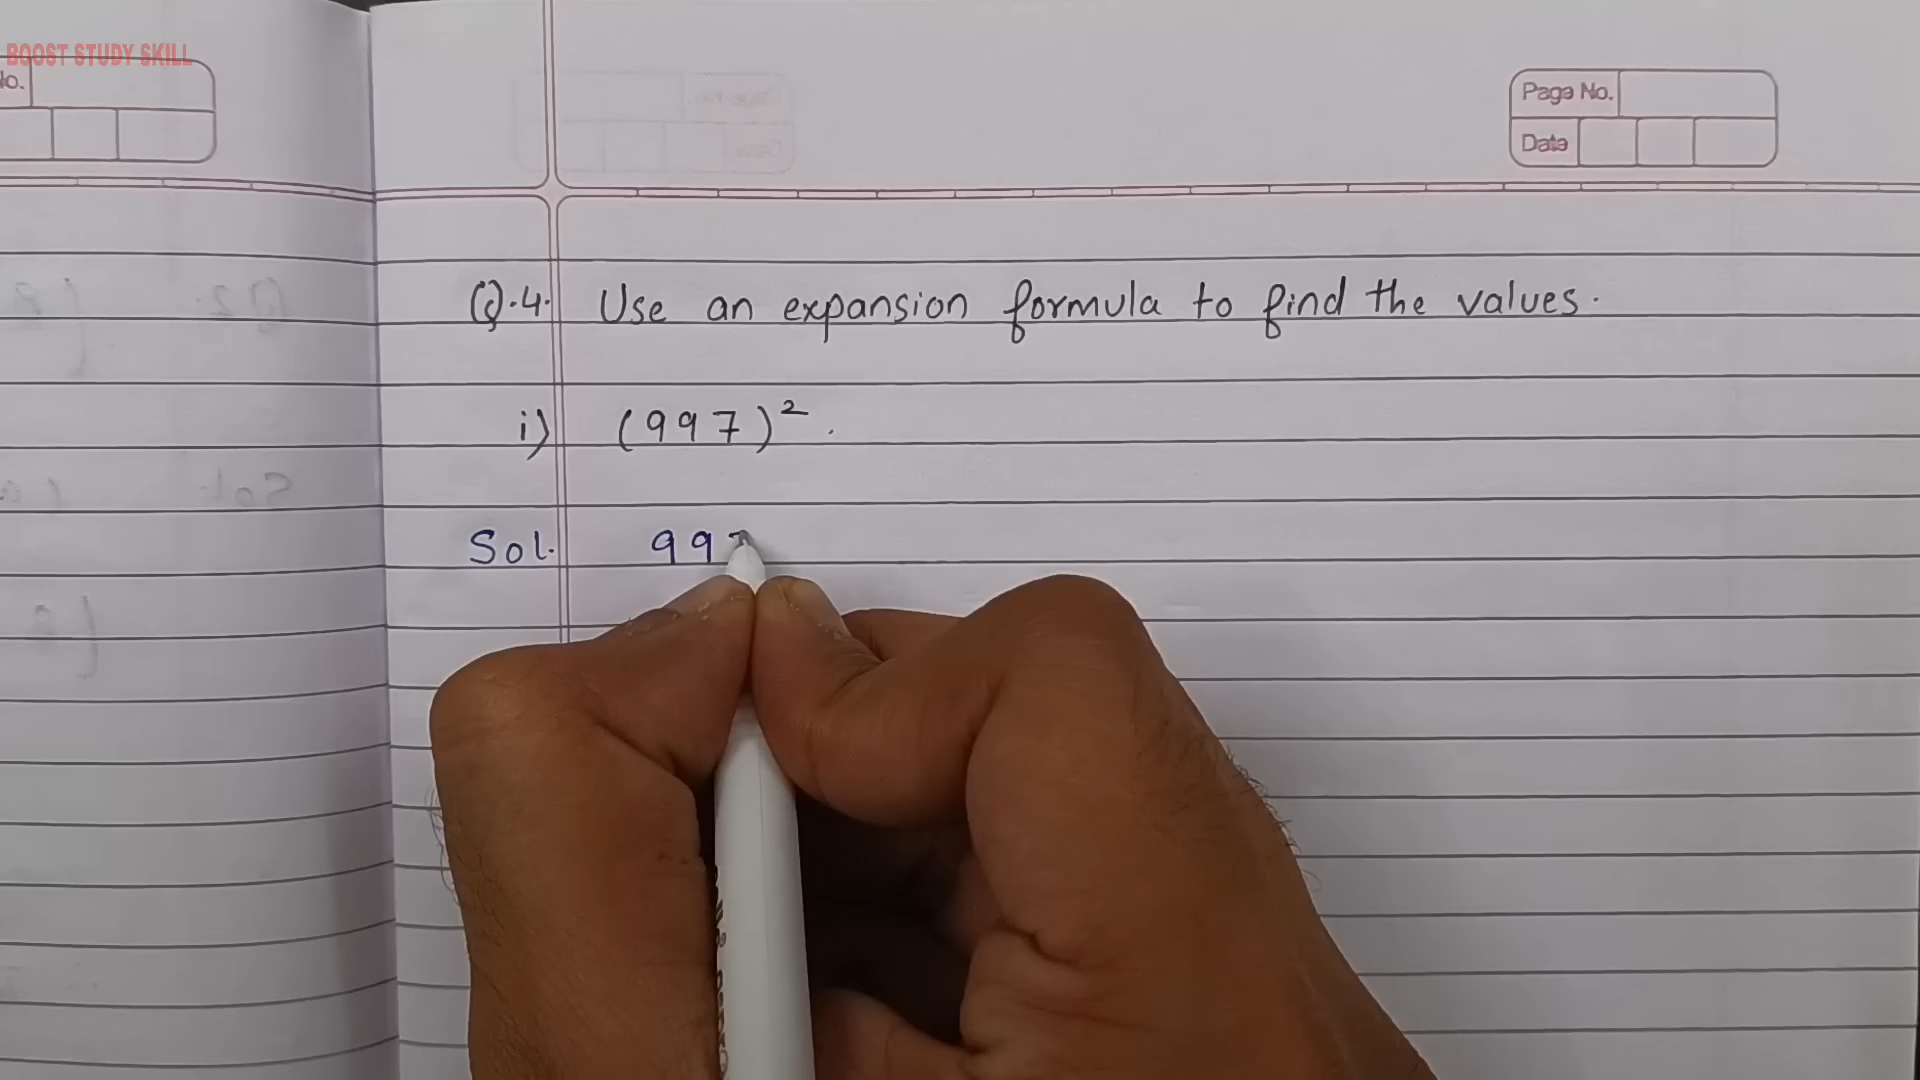 BOOST STUDY SKILL
No.
Page No.
Date
Q.4. Use an expansion formula to find the values.
i) (997)².
Sol. 997